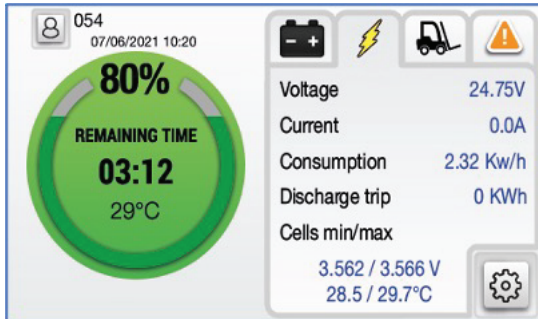 054
07/06/2021 10:20
80%
REMAINING TIME
03:12
29°C
- +
Voltage 24.75V
Current 0.0A
Consumption 2.32 Kw/h
Discharge trip 0 KWh
Cells min/max
3.562 / 3.566 V
28.5 / 29.7°C